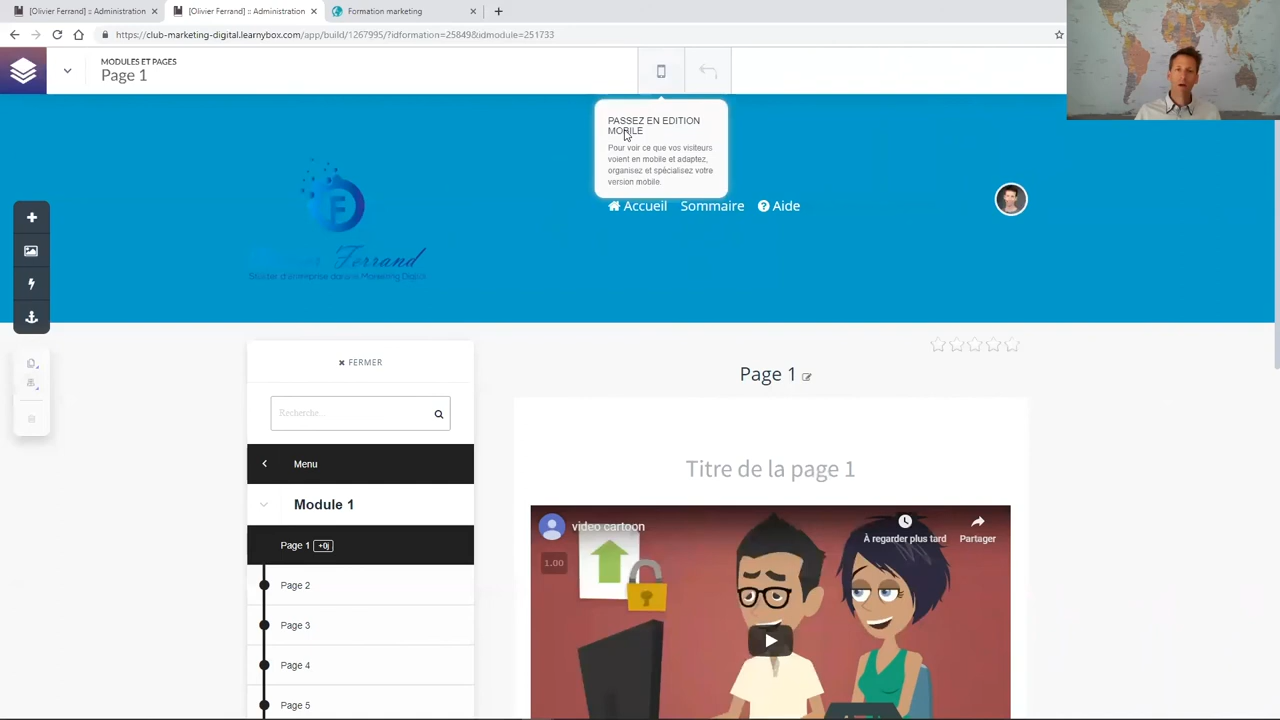 [Olivier Ferrand] :: Administration
[Olivier Ferrand] :: Administration
Formation marketing
https://club-marketing-digital.learnybox.com/app/build/1267995/?idformation=25849&idmodule=251733
MODULES ET PAGES
Page 1
PASSEZ EN EDITION
MOBILE
Pour voir ce que vos visiteurs
voient en mobile et adaptez,
organisez et spécialisez votre
version mobile.
Accueil Sommaire Aide
Ferrand
F
FERMER
Page 1
Recherche...
Menu
Titre de la page 1
Module 1
video cartoon
À regarder plus tard
Partager
Page 1 +0j
1.00
Page 2
Page 3
Page 4
Page 5